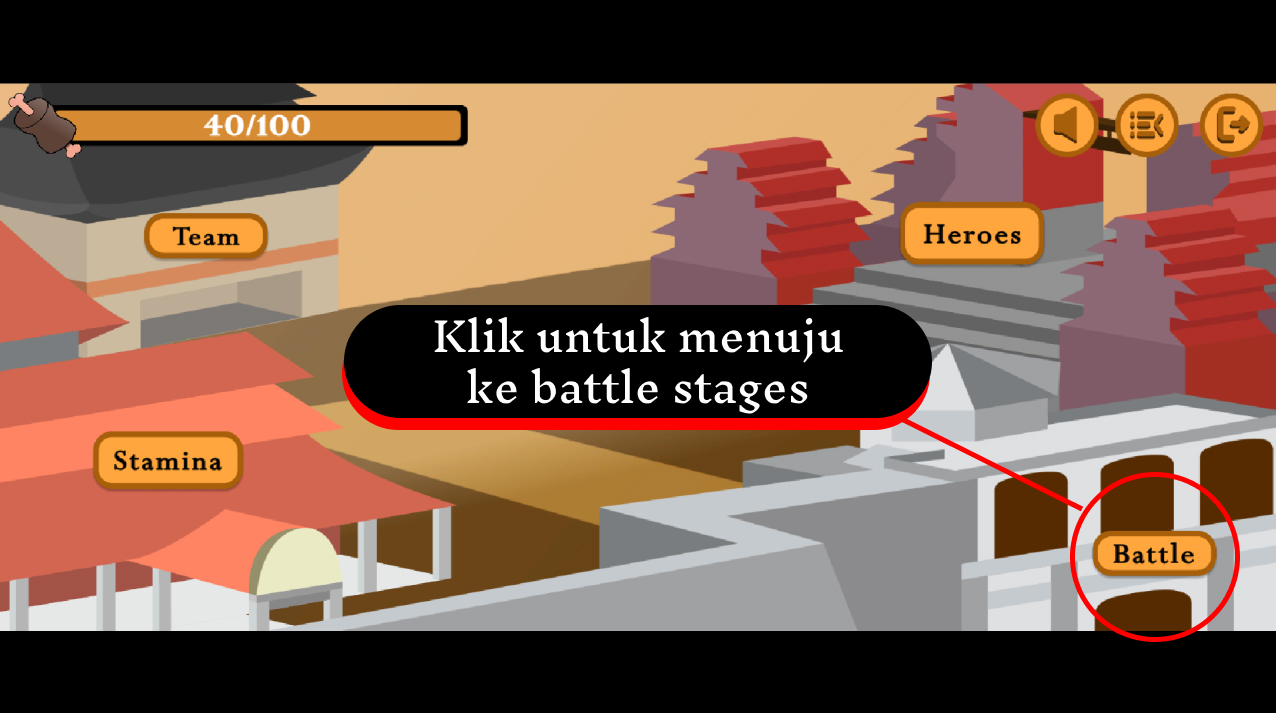 40/100
Team
Heroes
Klik untuk menuju
ke battle stages
Stamina
Battle